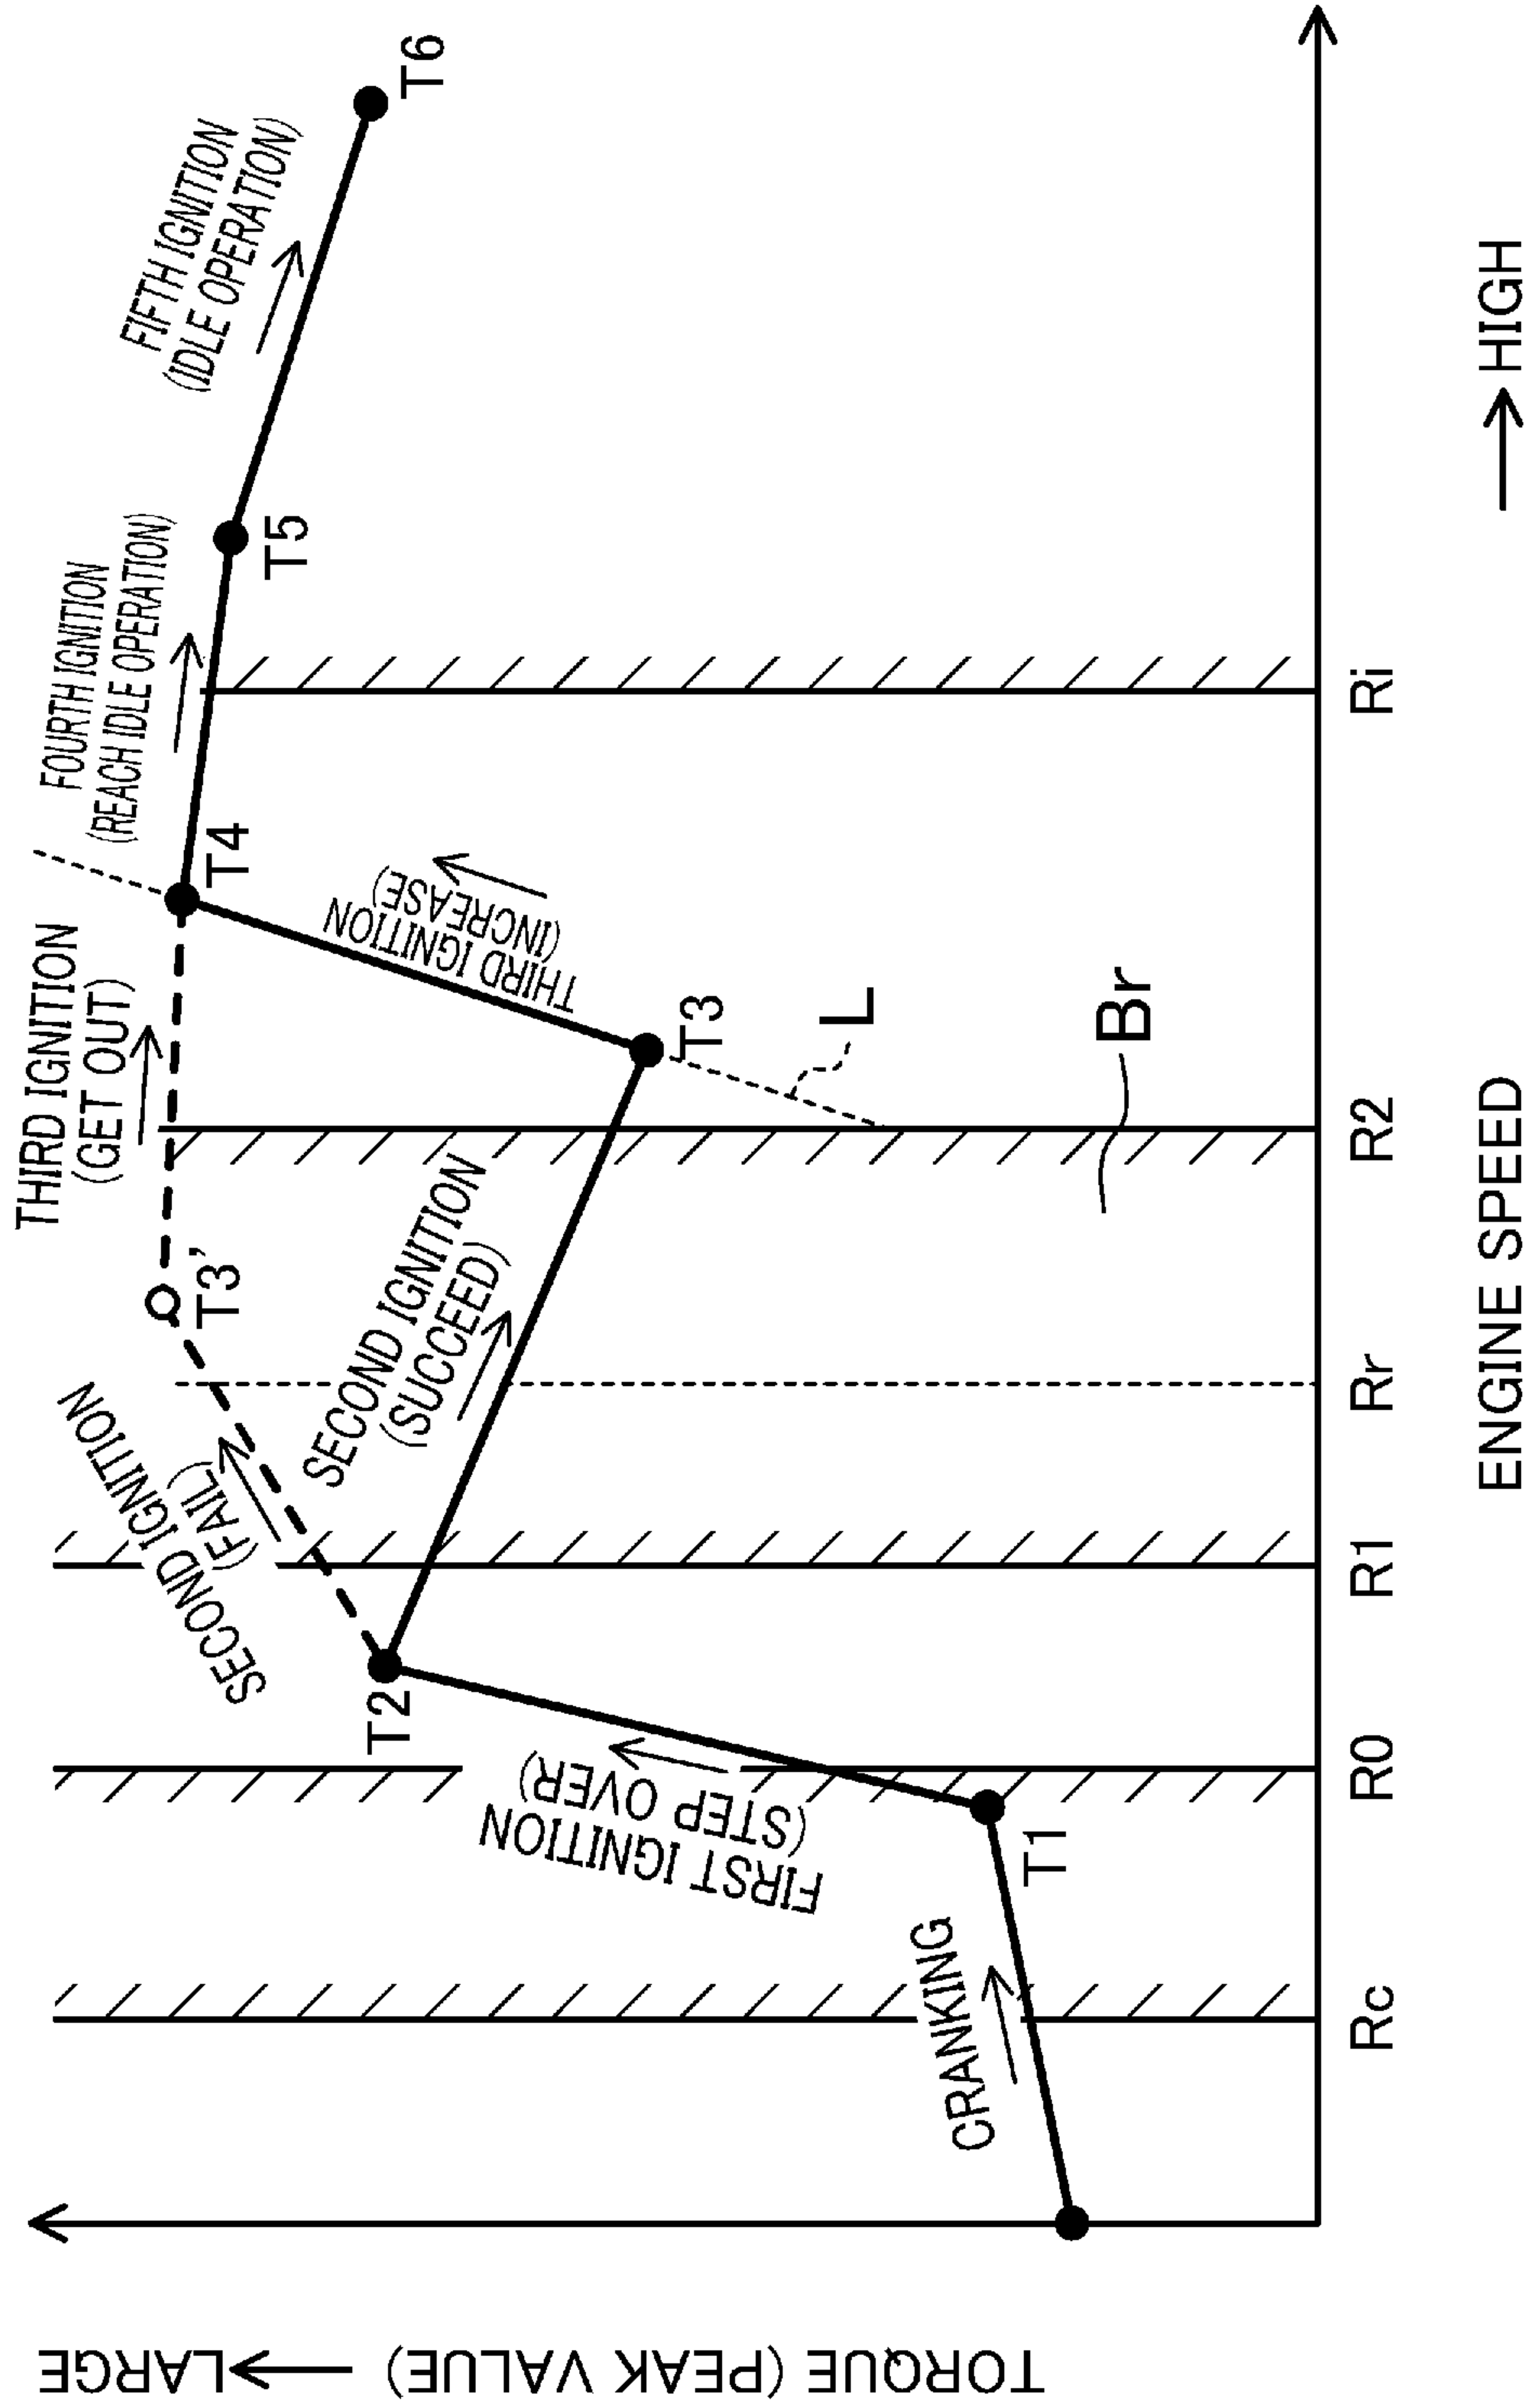 TORQUE (PEAK VALUE) → LARGE
CRANKING
T1
FIRST IGNITION
(STEP OVER)
T2
SECOND IGNITION
(FAIL)
SECOND IGNITION
(SUCCEED)
T3'
THIRD IGNITION
(GET OUT)
T3
L
Br
THIRD IGNITION
(INCREASE)
T4
FOURTH IGNITION
(REACH IDLE OPERATION)
T5
FIFTH IGNITION
(IDLE OPERATION)
T6
Rc R0 R1 Rr R2 Ri
ENGINE SPEED → HIGH